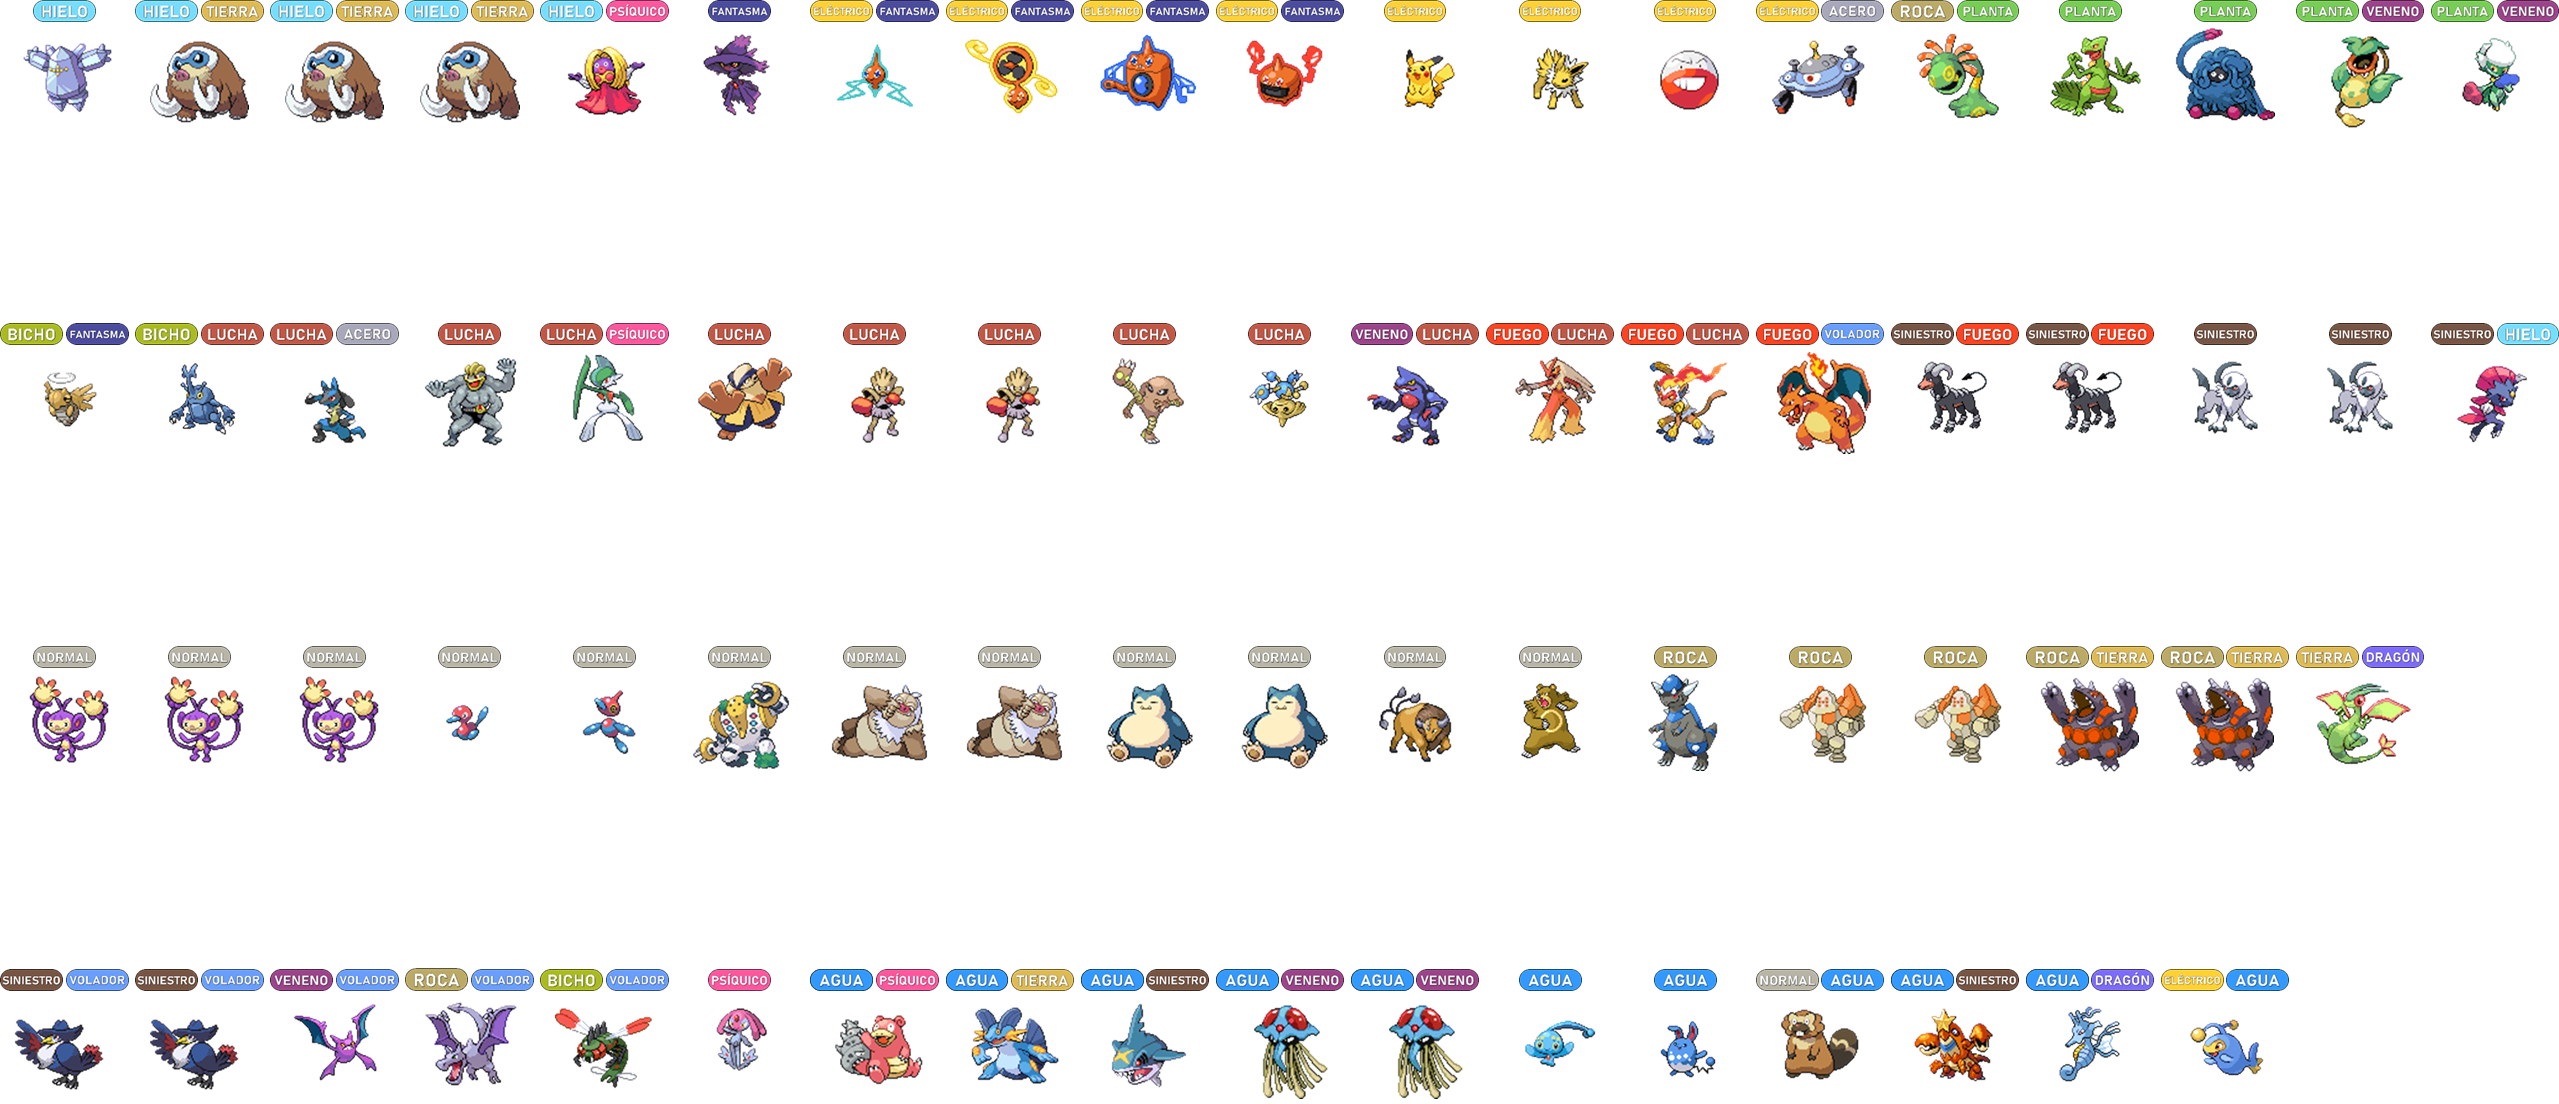 HIELO HIELO TIERRA HIELO TIERRA HIELO TIERRA HIELO PSÍQUICO FANTASMA ELÉCTRICO FANTASMA ELÉCTRICO FANTASMA ELÉCTRICO FANTASMA ELÉCTRICO FANTASMA ELÉCTRICO ELÉCTRICO ELÉCTRICO ELÉCTRICO ACERO ROCA PLANTA PLANTA PLANTA PLANTA VENENO PLANTA VENENO
BICHO FANTASMA BICHO LUCHA LUCHA ACERO LUCHA LUCHA PSÍQUICO LUCHA LUCHA LUCHA LUCHA LUCHA VENENO LUCHA FUEGO LUCHA FUEGO LUCHA FUEGO VOLADOR SINIESTRO FUEGO SINIESTRO FUEGO SINIESTRO SINIESTRO SINIESTRO HIELO
NORMAL NORMAL NORMAL NORMAL NORMAL NORMAL NORMAL NORMAL NORMAL NORMAL NORMAL NORMAL ROCA ROCA ROCA ROCA TIERRA ROCA TIERRA TIERRA DRAGÓN
SINIESTRO VOLADOR SINIESTRO VOLADOR VENENO VOLADOR ROCA VOLADOR BICHO VOLADOR PSÍQUICO AGUA PSÍQUICO AGUA TIERRA AGUA SINIESTRO AGUA VENENO AGUA VENENO AGUA AGUA NORMAL AGUA AGUA SINIESTRO AGUA DRAGÓN ELÉCTRICO AGUA